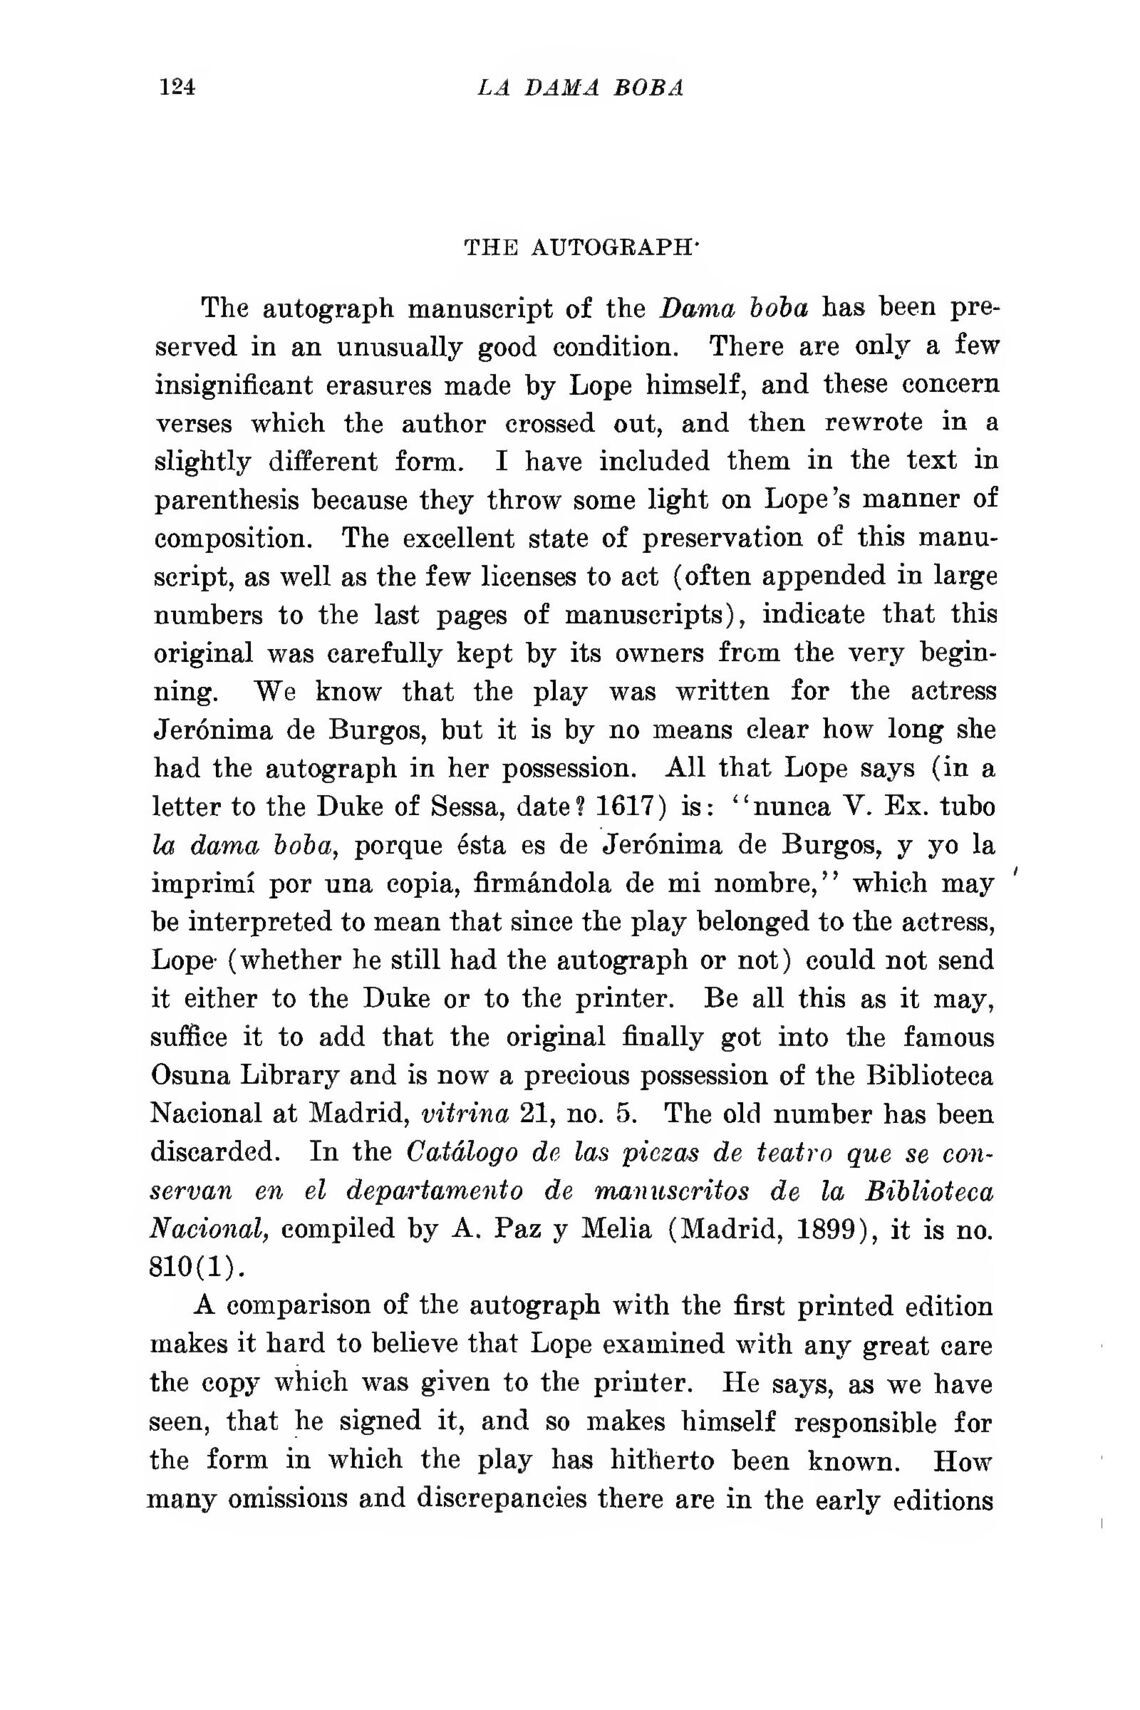 124 LA DAMA BOBA
THE AUTOGRAPH
The autograph manuscript of the Dama boba has been pre-
served in an unusually good condition. There are only a few
insignificant erasures made by Lope himself, and these concern
verses which the author crossed out, and then rewrote in a
slightly different form. I have included them in the text in
parenthesis because they throw some light on Lope's manner of
composition. The excellent state of preservation of this manu-
script, as well as the few licenses to act (often appended in large
numbers to the last pages of manuscripts), indicate that this
original was carefully kept by its owners from the very begin-
ning. We know that the play was written for the actress
Jerónima de Burgos, but it is by no means clear how long she
had the autograph in her possession. All that Lope says (in a
letter to the Duke of Sessa, date? 1617) is: "nunca V. Ex. tubo
la dama boba, porque ésta es de Jerónima de Burgos, y yo la
imprimí por una copia, firmándola de mi nombre," which may
be interpreted to mean that since the play belonged to the actress,
Lope (whether he still had the autograph or not) could not send
it either to the Duke or to the printer. Be all this as it may,
suffice it to add that the original finally got into the famous
Osuna Library and is now a precious possession of the Biblioteca
Nacional at Madrid, vitrina 21, no. 5. The old number has been
discarded. In the Catálogo de las piezas de teatro que se con-
servan en el departamento de manuscritos de la Biblioteca
Nacional, compiled by A. Paz y Melia (Madrid, 1899), it is no.
810(1).
A comparison of the autograph with the first printed edition
makes it hard to believe that Lope examined with any great care
the copy which was given to the printer. He says, as we have
seen, that he signed it, and so makes himself responsible for
the form in which the play has hitherto been known. How
many omissions and discrepancies there are in the early editions